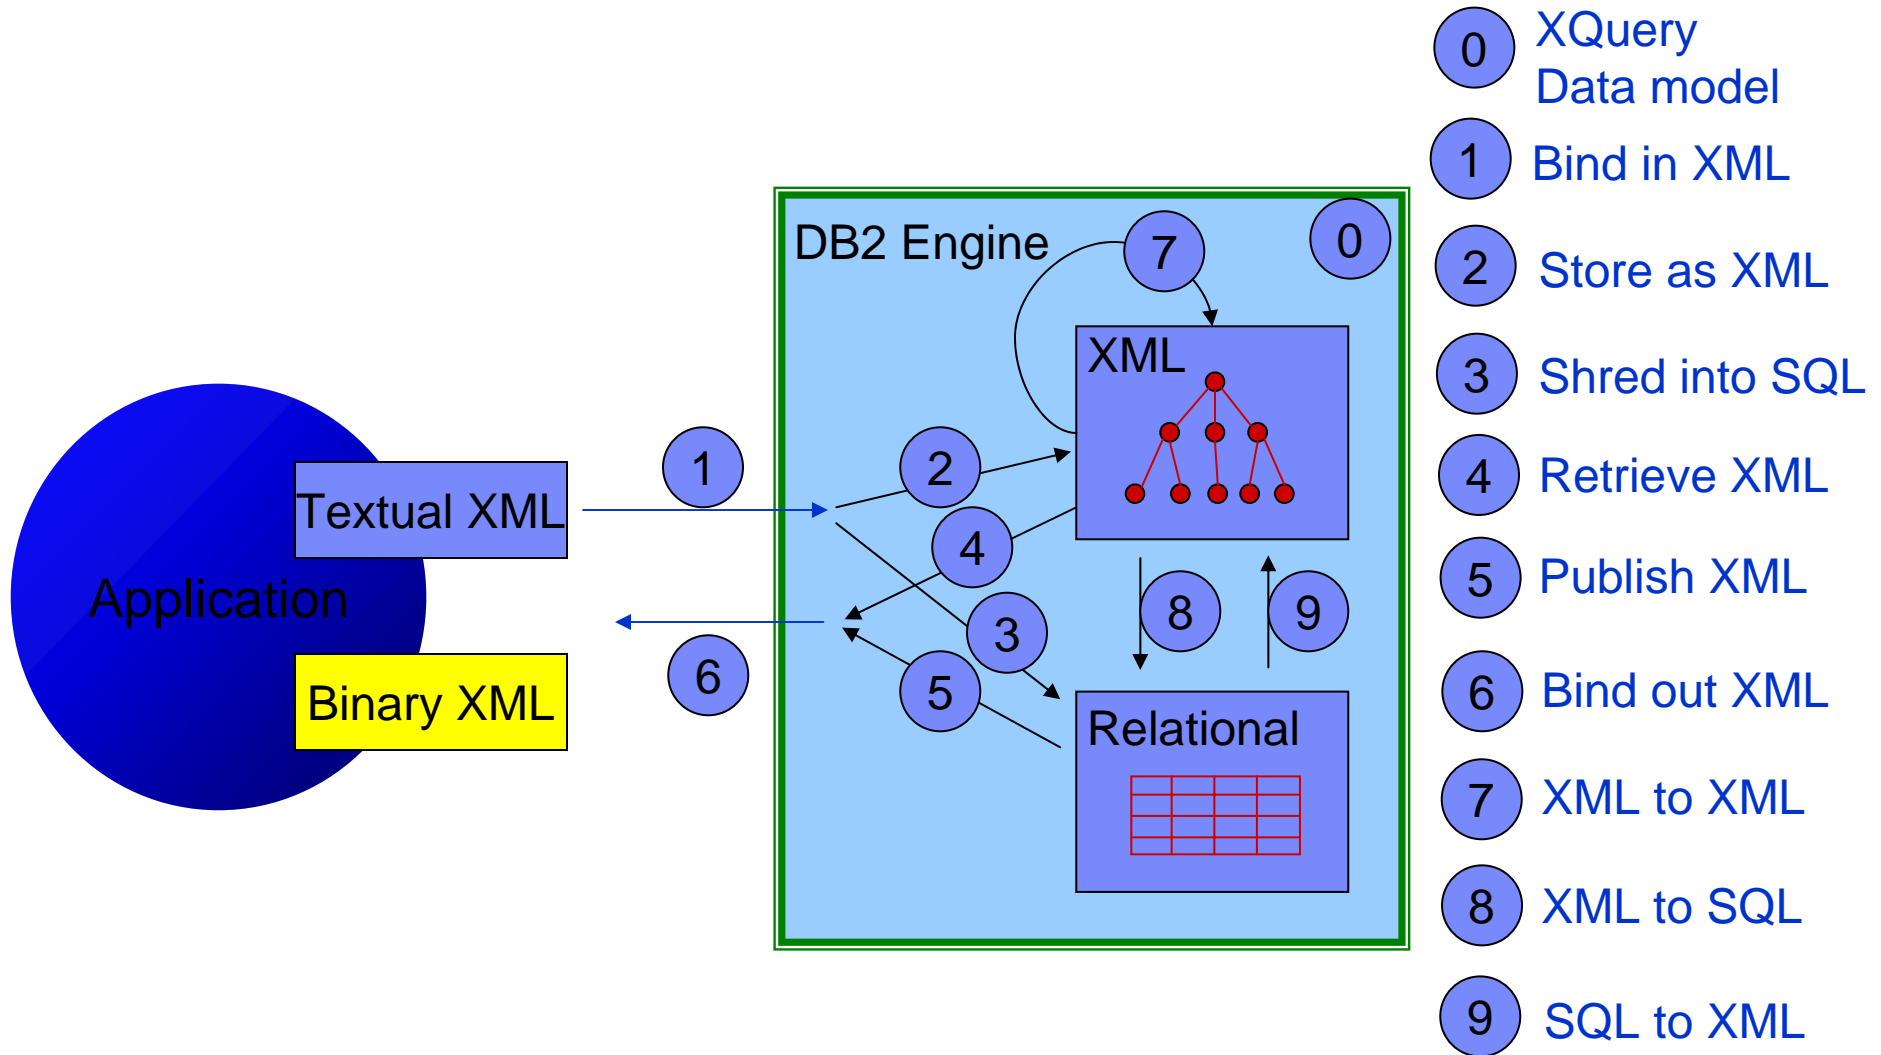 0 XQuery
Data model
1 Bind in XML
DB2 Engine
7
0
2 Store as XML
XML
3 Shred into SQL
1
2
4 Retrieve XML
Textual XML
4
5 Publish XML
Application
8
9
3
6
5
6 Bind out XML
Binary XML
Relational
7 XML to XML
8 XML to SQL
9 SQL to XML